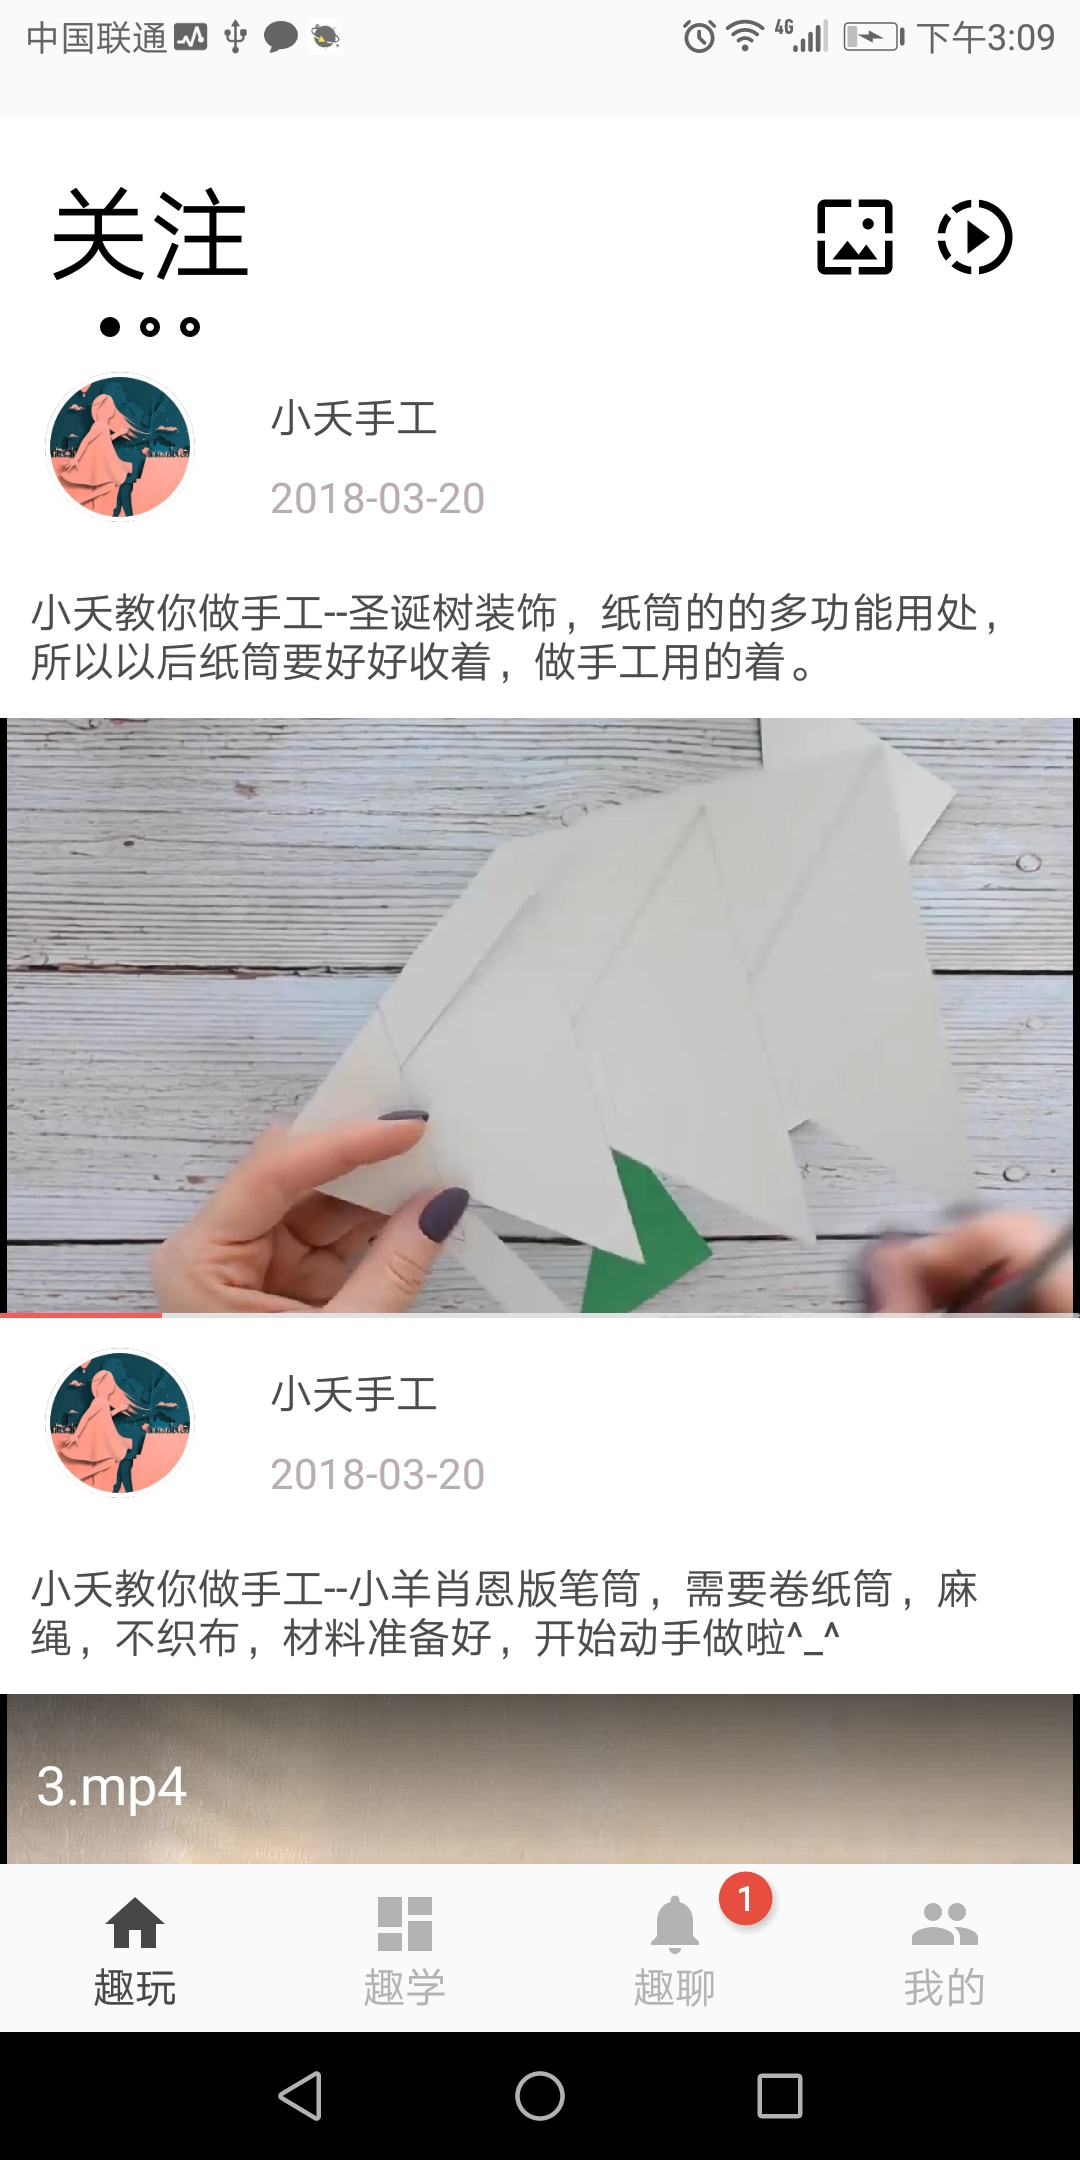 中国联通
4G
下午3:09
关注
小夭手工
2018-03-20
小夭教你做手工--圣诞树装饰，纸筒的的多功能用处，
所以以后纸筒要好好收着，做手工用的着。
小夭手工
2018-03-20
小夭教你做手工--小羊肖恩版笔筒，需要卷纸筒，麻
绳，不织布，材料准备好，开始动手做啦^_^
3.mp4
1
趣玩
趣学
趣聊
我的